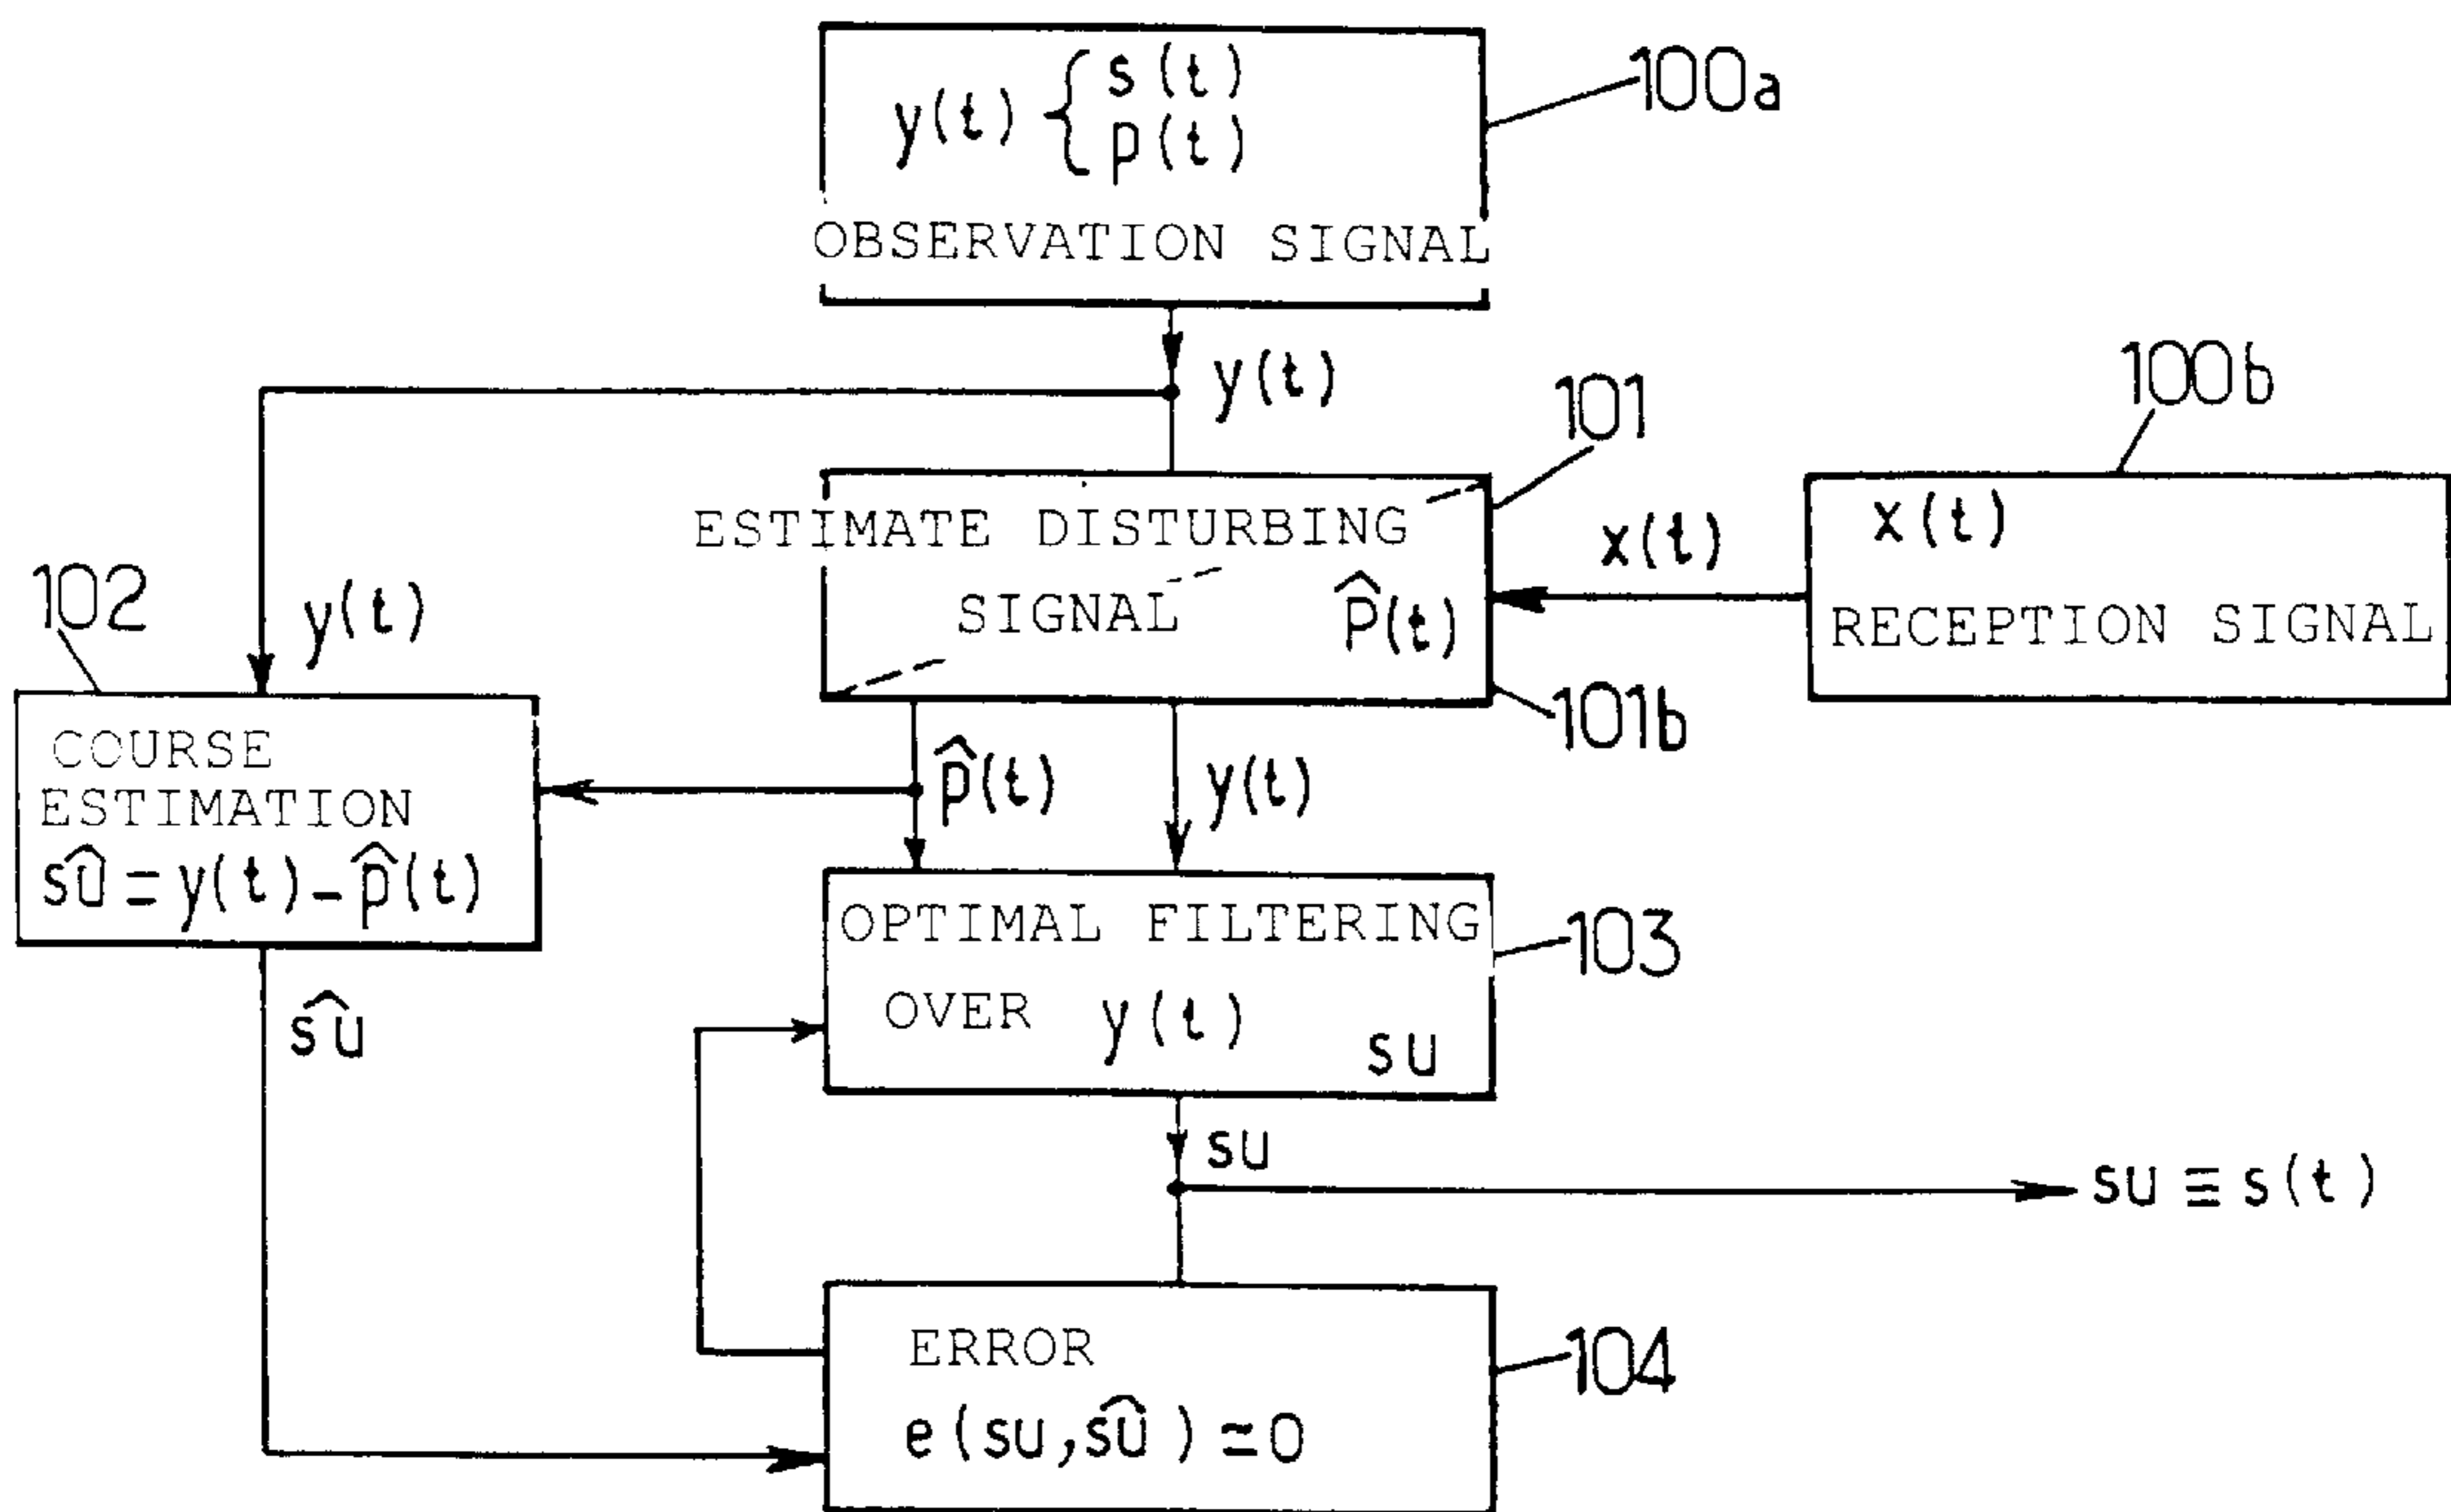 y(t) { s(t)
p(t)
OBSERVATION SIGNAL
100a
y(t)
100b
101
ESTIMATE DISTURBING
SIGNAL
p̂(t)
101b
x(t)
x(t)
RECEPTION SIGNAL
102
y(t)
COURSE
ESTIMATION
sû = y(t) - p̂(t)
p̂(t)
y(t)
OPTIMAL FILTERING
OVER y(t)
su
103
sû
su
su ≡ s(t)
ERROR
e(su, sû) ≃ 0
104